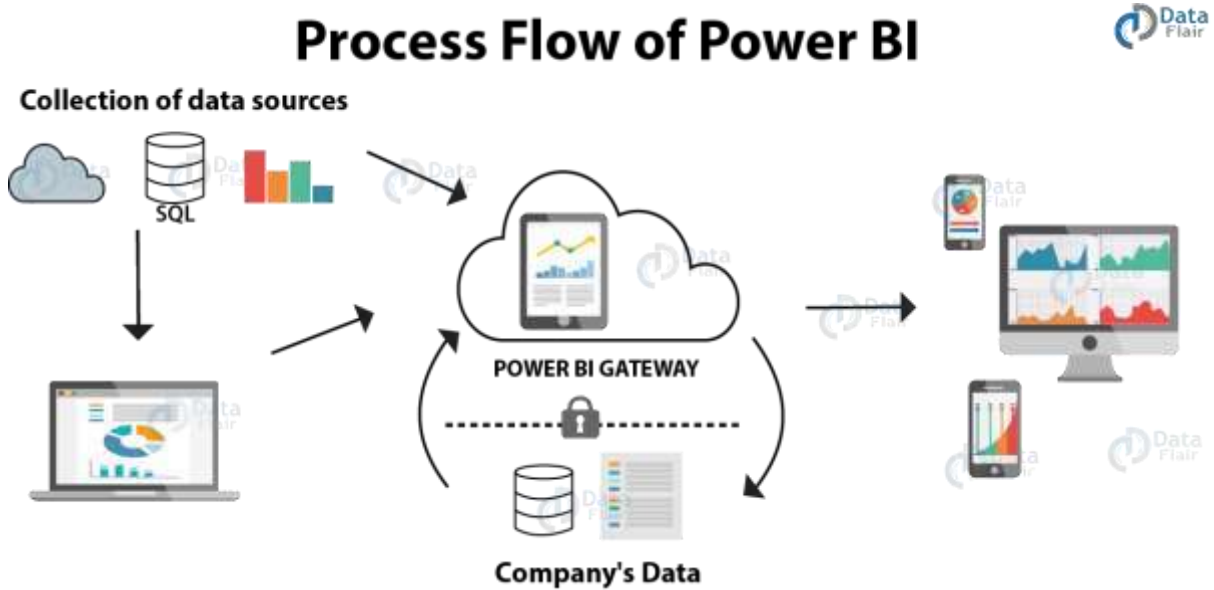 Process Flow of Power BI
Data
Flair
Collection of data sources
SQL
POWER BI GATEWAY
Company's Data